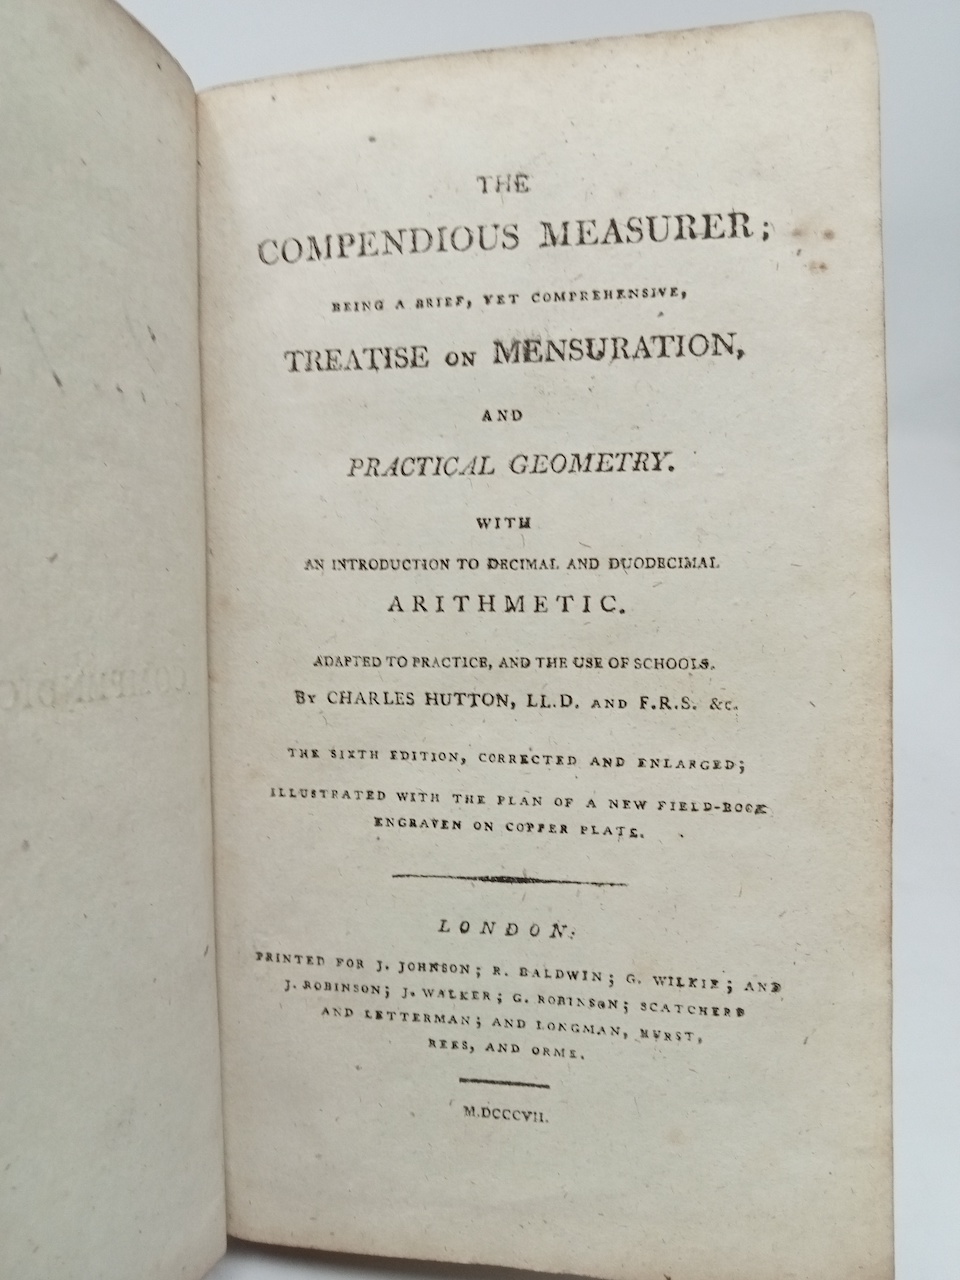 THE
COMPENDIOUS MEASURER;
BEING A BRIEF, YET COMPREHENSIVE,
TREATISE ON MENSURATION,
AND
PRACTICAL GEOMETRY.
WITH
AN INTRODUCTION TO DECIMAL AND DUODECIMAL
ARITHMETIC.
ADAPTED TO PRACTICE, AND THE USE OF SCHOOLS.
BY CHARLES HUTTON, LL.D. AND F.R.S. &c.
THE SIXTH EDITION, CORRECTED AND ENLARGED;
ILLUSTRATED WITH THE PLAN OF A NEW FIELD-BOOK
ENGRAVEN ON COPPER PLATE.
LONDON:
PRINTED FOR J. JOHNSON; R. BALDWIN; G. WILKIE; AND
J. ROBINSON; J. WALKER; G. ROBINSON; SCATCHERD
AND LETTERMAN; AND LONGMAN, HURST,
REES, AND ORME.
M.DCCCVII.